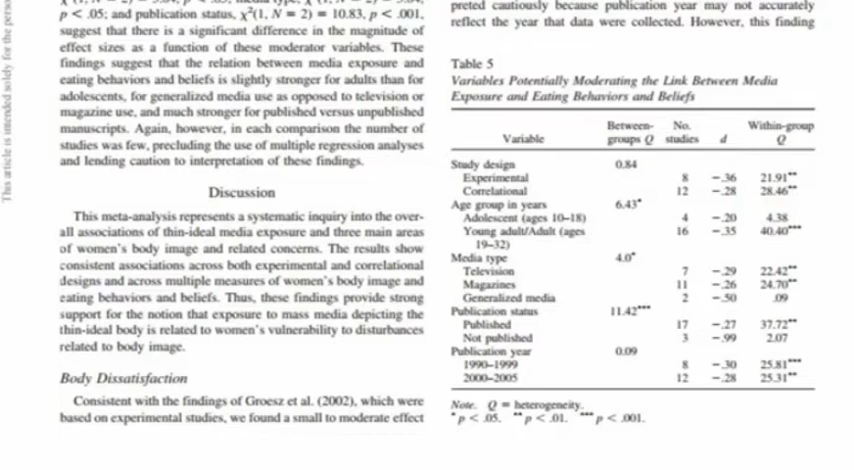 This article is intended solely for the perso
p < .05; and publication status, χ²(1, N = 2) = 10.83, p < .001,
suggest that there is a significant difference in the magnitude of
effect sizes as a function of these moderator variables. These
findings suggest that the relation between media exposure and
eating behaviors and beliefs is slightly stronger for adults than for
adolescents, for generalized media use as opposed to television or
magazine use, and much stronger for published versus unpublished
manuscripts. Again, however, in each comparison the number of
studies was few, precluding the use of multiple regression analyses
and lending caution to interpretation of these findings.
Discussion
This meta-analysis represents a systematic inquiry into the over-
all associations of thin-ideal media exposure and three main areas
of women's body image and related concerns. The results show
consistent associations across both experimental and correlational
designs and across multiple measures of women's body image and
eating behaviors and beliefs. Thus, these findings provide strong
support for the notion that exposure to mass media depicting the
thin-ideal body is related to women's vulnerability to disturbances
related to body image.
Body Dissatisfaction
Consistent with the findings of Groesz et al. (2002), which were
based on experimental studies, we found a small to moderate effect
preted cautiously because publication year may not accurately
reflect the year that data were collected. However, this finding
Table 5
Variables Potentially Moderating the Link Between Media
Exposure and Eating Behaviors and Beliefs
Variable Between-groups Q No. studies d Within-group Q
Study design 0.84
Experimental 8 -.36 21.91**
Correlational 12 -.28 28.46**
Age group in years 6.43*
Adolescent (ages 10–18) 4 -.20 4.38
Young adult/Adult (ages 16 -.35 40.40***
19–32)
Media type 4.0*
Television 7 -.29 22.42**
Magazines 11 -.26 24.70**
Generalized media 2 -.50 .09
Publication status 11.42***
Published 17 -.27 37.72**
Not published 3 -.99 2.07
Publication year 0.09
1990–1999 8 -.30 25.81***
2000–2005 12 -.28 25.31**
Note. Q = heterogeneity.
*p < .05. **p < .01. ***p < .001.